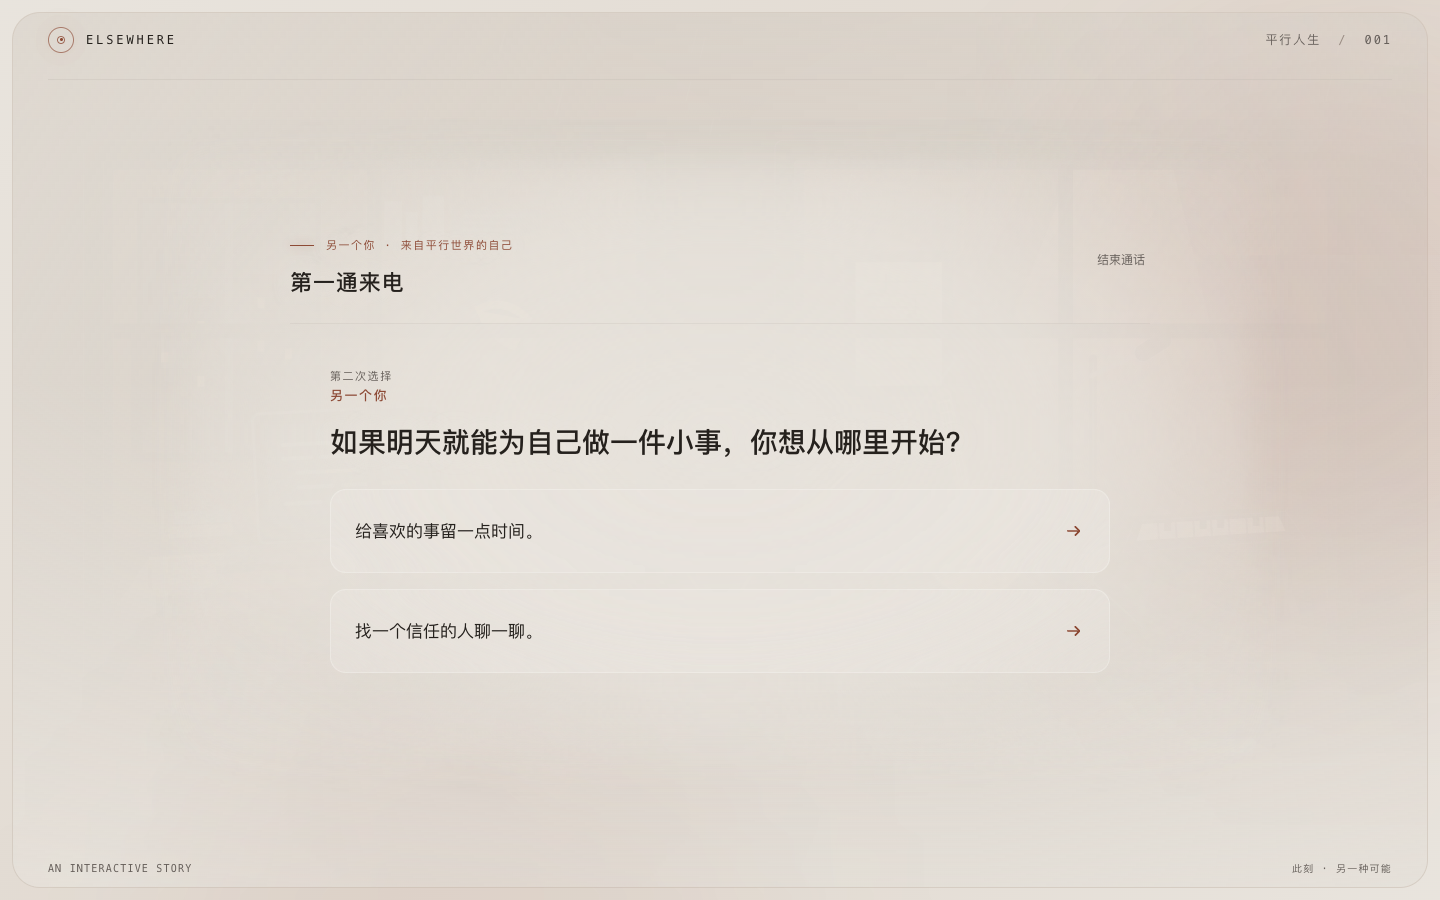 ELSEWHERE
平行人生 / 001
另一个你 · 来自平行世界的自己
第一通来电
结束通话
第二次选择
另一个你
如果明天就能为自己做一件小事，你想从哪里开始？
给喜欢的事留一点时间。
→
找一个信任的人聊一聊。
→
AN INTERACTIVE STORY
此刻 · 另一种可能